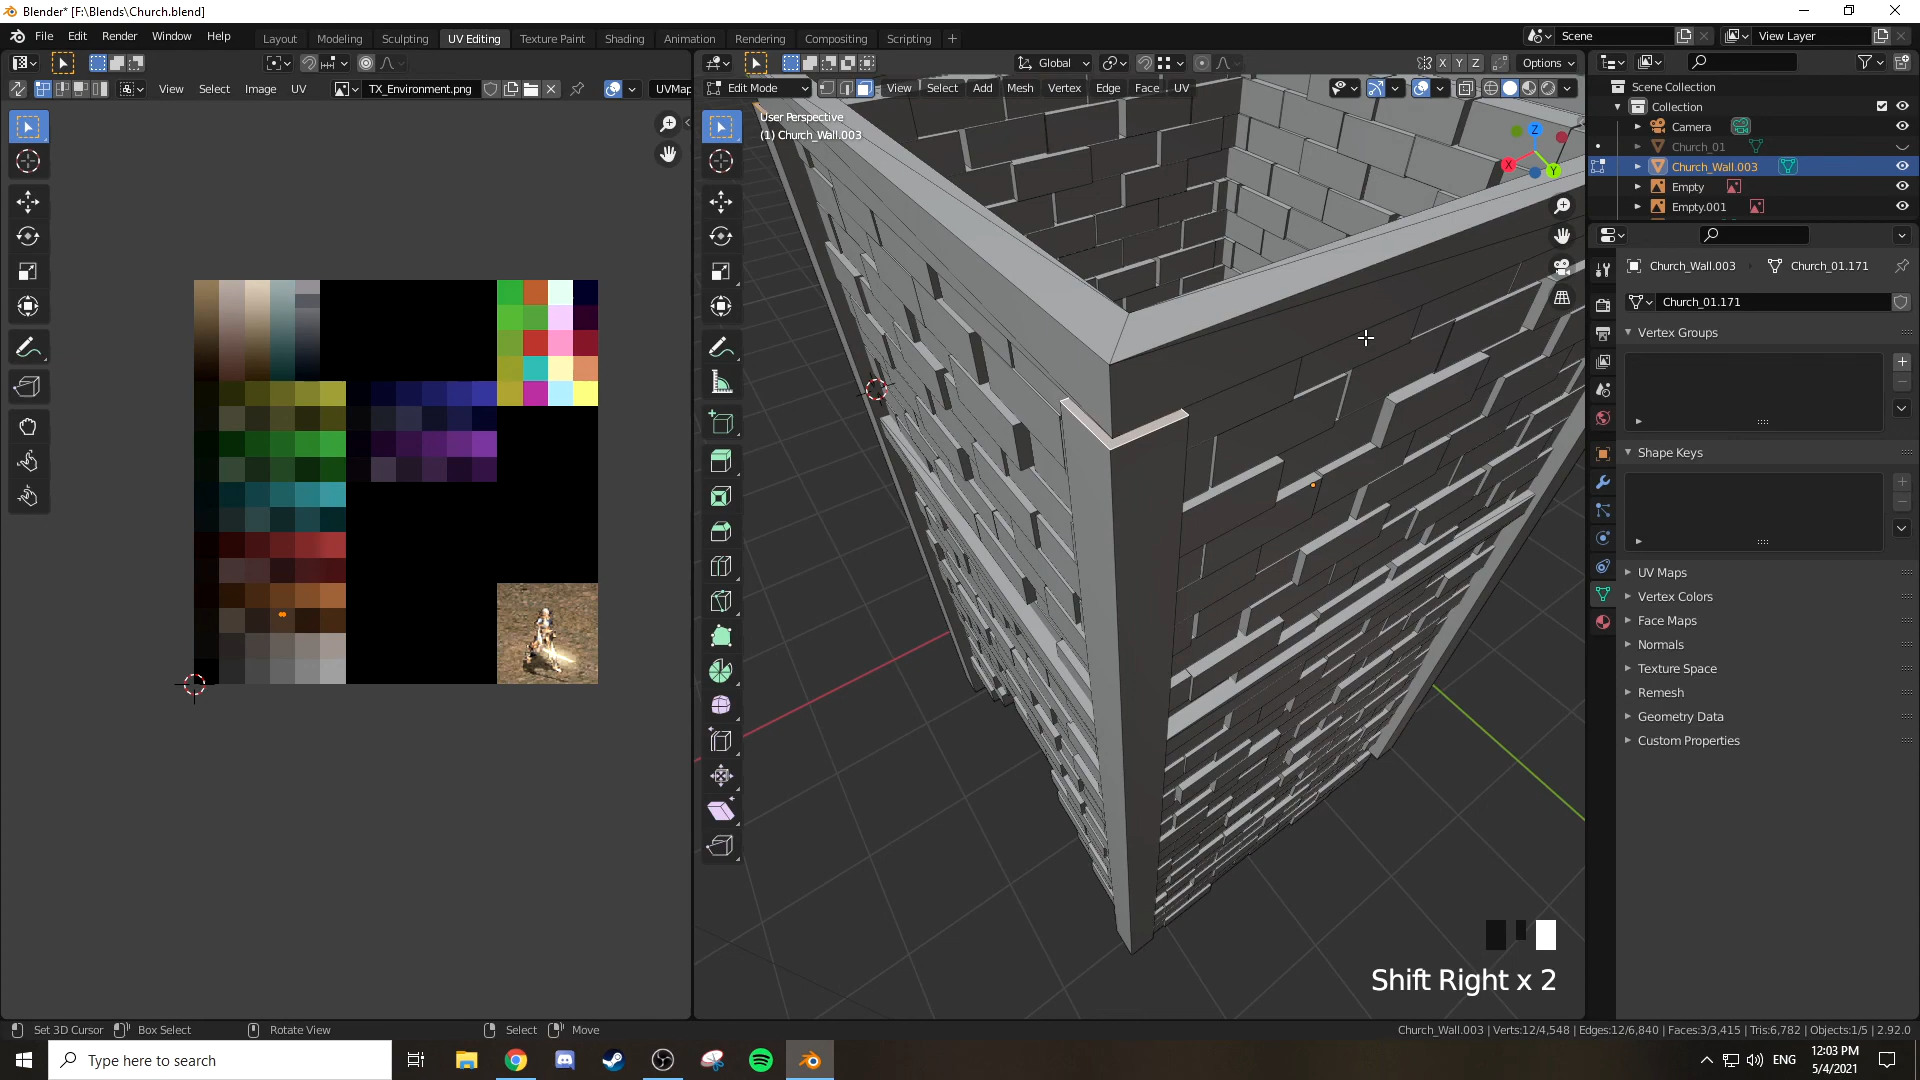 Blender* [F:\Blends\Church.blend]
File Edit Render Window Help Layout Modeling Sculpting UV Editing Texture Paint Shading Animation Rendering Compositing Scripting + Scene View Layer
Global X Y Z Options
View Select Image UV TX_Environment.png UVMap Edit Mode View Select Add Mesh Vertex Edge Face UV
Scene Collection
Collection
Camera
Church_01
Church_Wall.003
Empty
Empty.001
User Perspective
(1) Church_Wall.003
Z
X
Y
Church_Wall.003 Church_01.171
Church_01.171
Vertex Groups
Shape Keys
UV Maps
Vertex Colors
Face Maps
Normals
Texture Space
Remesh
Geometry Data
Custom Properties
Shift Right x 2
Set 3D Cursor Box Select Rotate View Select Move Church_Wall.003 | Verts:12/4,548 | Edges:12/6,840 | Faces:3/3,415 | Tris:6,782 | Objects:1/5 | 2.92.0
Type here to search ENG 12:03 PM
5/4/2021